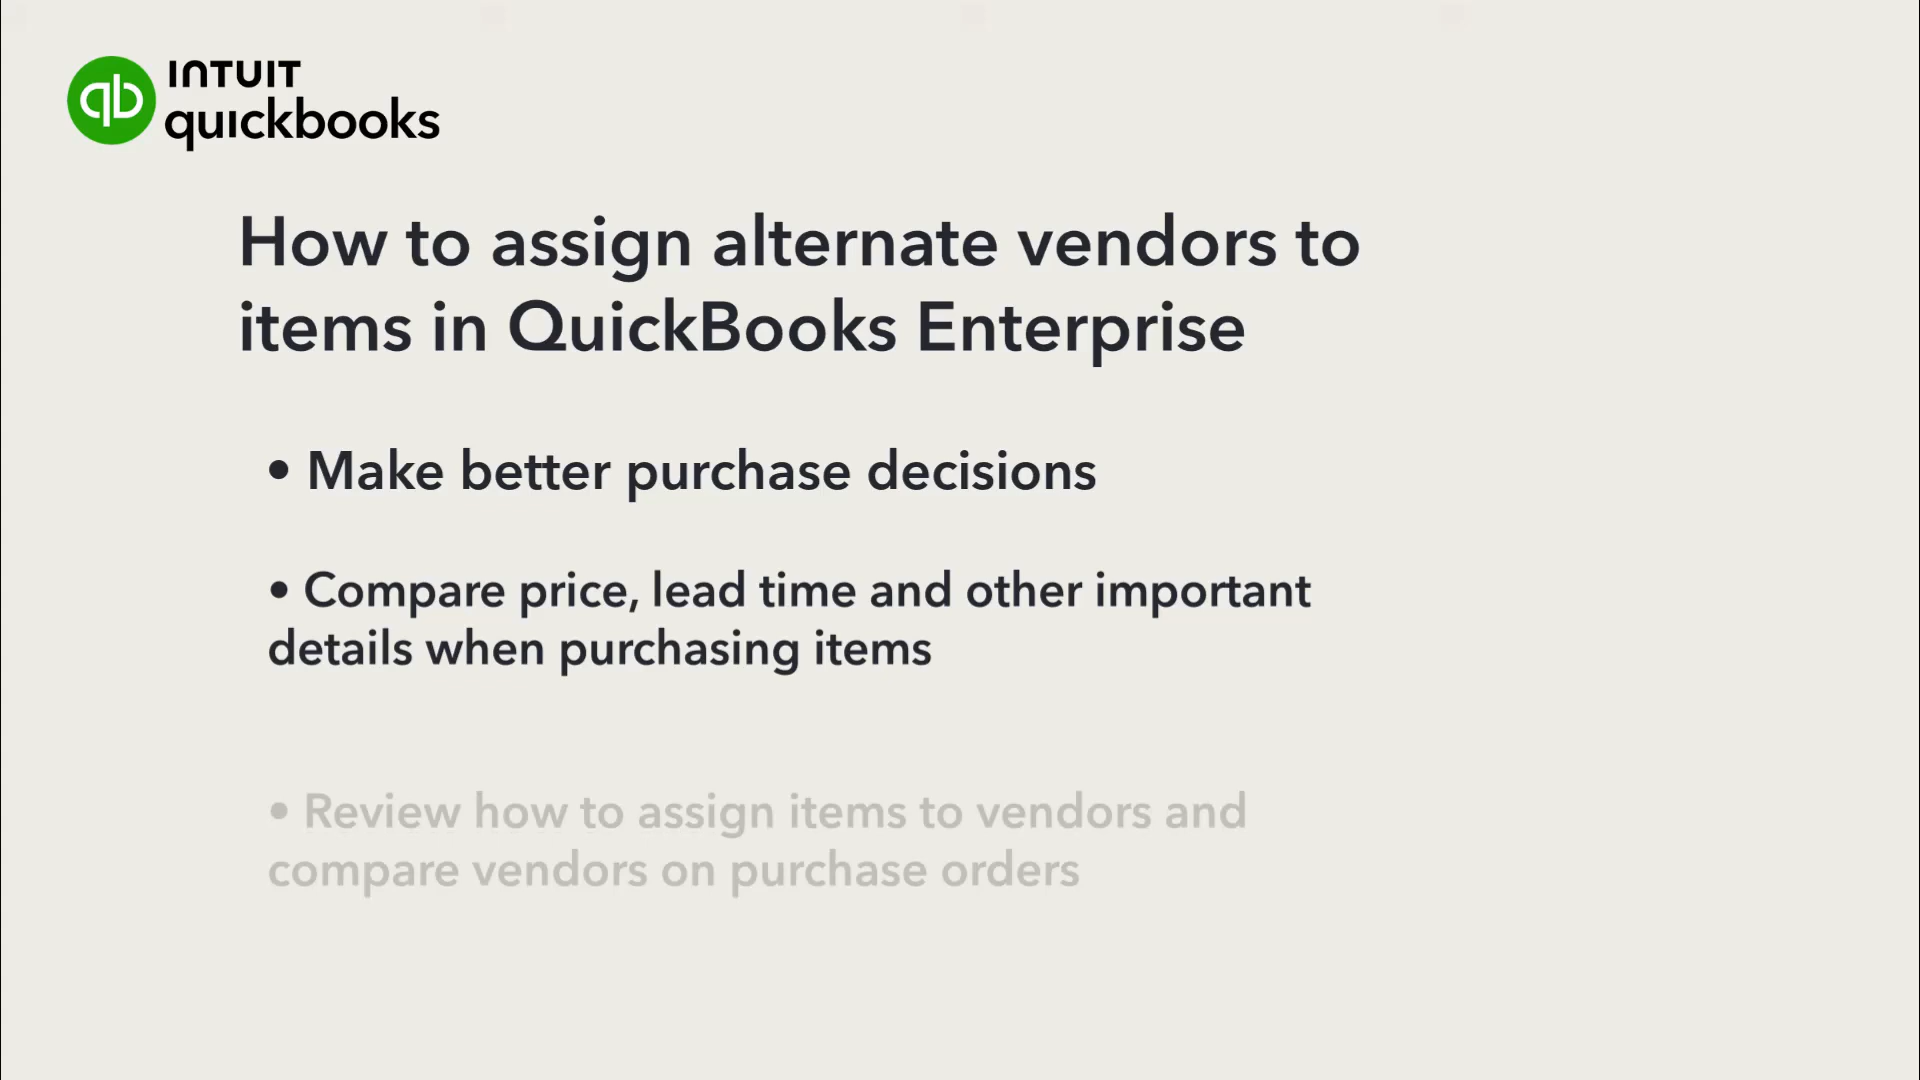 INTUIT
quickbooks
How to assign alternate vendors to
items in QuickBooks Enterprise
• Make better purchase decisions
• Compare price, lead time and other important
details when purchasing items
• Review how to assign items to vendors and
compare vendors on purchase orders